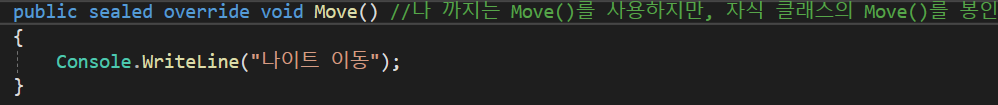 public sealed override void Move() //나 까지는 Move()를 사용하지만, 자식 클래스의 Move()를 봉인
{
Console.WriteLine("나이트 이동");
}